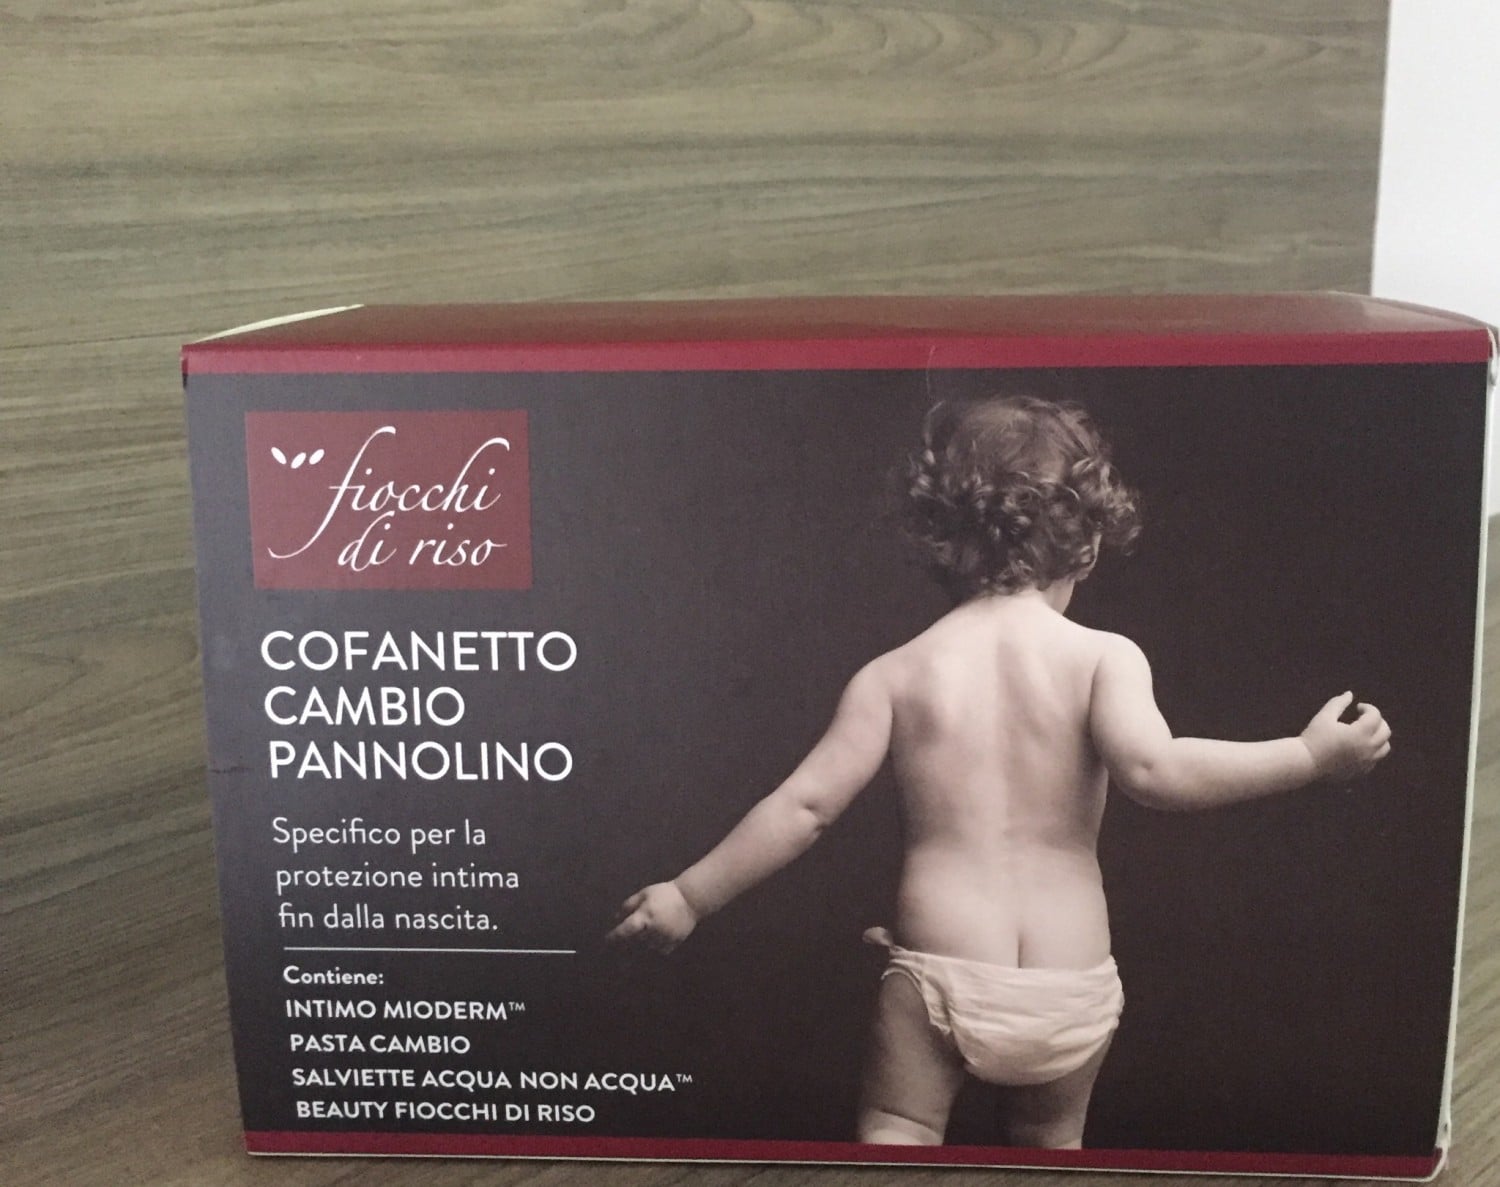 fiocchi
di riso
COFANETTO
CAMBIO
PANNOLINO
Specifico per la
protezione intima
fin dalla nascita.
Contiene:
INTIMO MIODERM™
PASTA CAMBIO
SALVIETTE ACQUA NON ACQUA™
BEAUTY FIOCCHI DI RISO